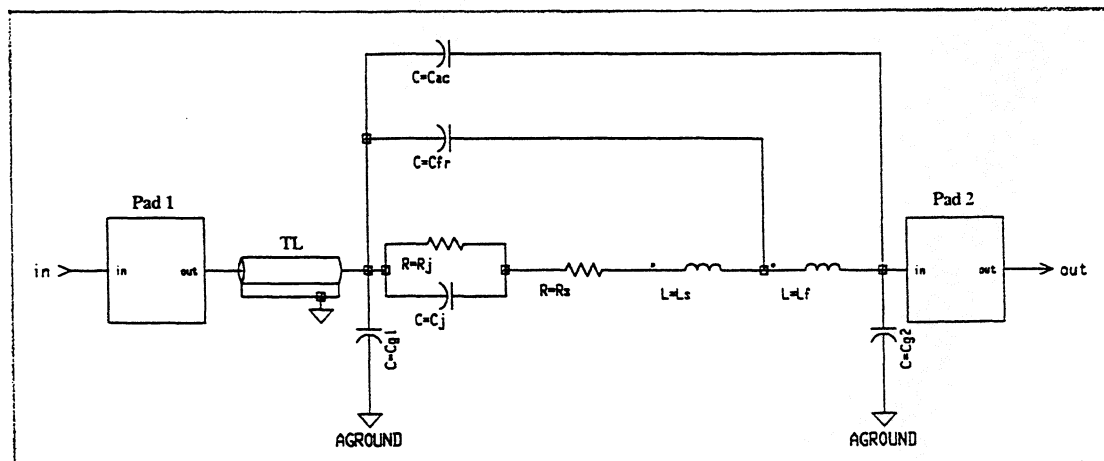 C=Cac
C=Cfr
Pad 1
Pad 2
TL
in
in
out
R=Rj
C=Cj
R=Rs
L=Ls
L=Lf
in
out
out
C=Cg1
C=Cg2
AGROUND
AGROUND